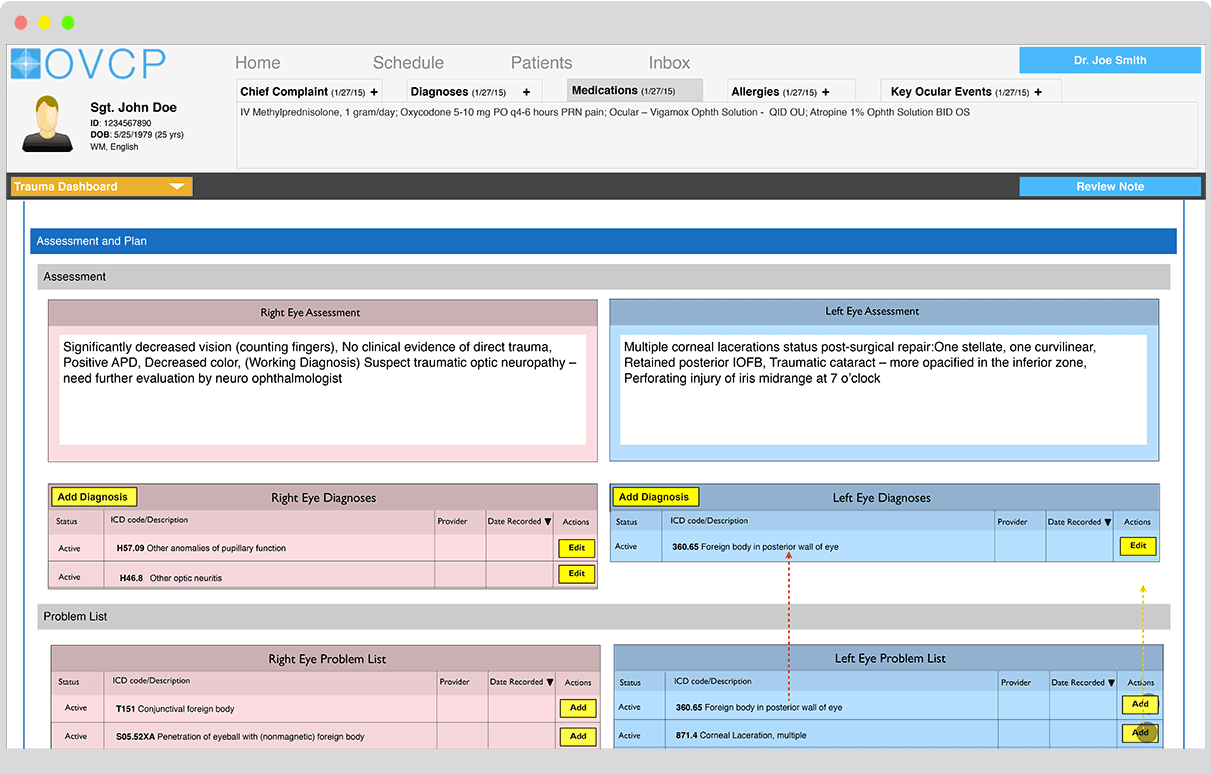 OVCP
Home Schedule Patients Inbox
Dr. Joe Smith
Chief Complaint (1/27/15) + Diagnoses (1/27/15) + Medications (1/27/15) Allergies (1/27/15) + Key Ocular Events (1/27/15) +
IV Methylprednisolone, 1 gram/day; Oxycodone 5-10 mg PO q4-6 hours PRN pain; Ocular – Vigamox Ophth Solution - QID OU; Atropine 1% Ophth Solution BID OS
Sgt. John Doe
ID: 1234567890
DOB: 5/25/1979 (25 yrs)
WM, English
Trauma Dashboard
Review Note
Assessment and Plan
Assessment
Right Eye Assessment
Significantly decreased vision (counting fingers), No clinical evidence of direct trauma,
Positive APD, Decreased color, (Working Diagnosis) Suspect traumatic optic neuropathy –
need further evaluation by neuro ophthalmologist
Left Eye Assessment
Multiple corneal lacerations status post-surgical repair:One stellate, one curvilinear,
Retained posterior IOFB, Traumatic cataract – more opacified in the inferior zone,
Perforating injury of iris midrange at 7 o’clock
Add Diagnosis Right Eye Diagnoses
Status ICD code/Description Provider Date Recorded ▼ Actions
Active H57.09 Other anomalies of pupillary function Edit
Active H46.8 Other optic neuritis Edit
Add Diagnosis Left Eye Diagnoses
Status ICD code/Description Provider Date Recorded ▼ Actions
Active 360.65 Foreign body in posterior wall of eye Edit
Problem List
Right Eye Problem List
Status ICD code/Description Provider Date Recorded ▼ Actions
Active T151 Conjunctival foreign body Add
Active S05.52XA Penetration of eyeball with (nonmagnetic) foreign body Add
Left Eye Problem List
Status ICD code/Description Provider Date Recorded ▼ Actions
Active 360.65 Foreign body in posterior wall of eye Add
Active 871.4 Corneal Laceration, multiple Add